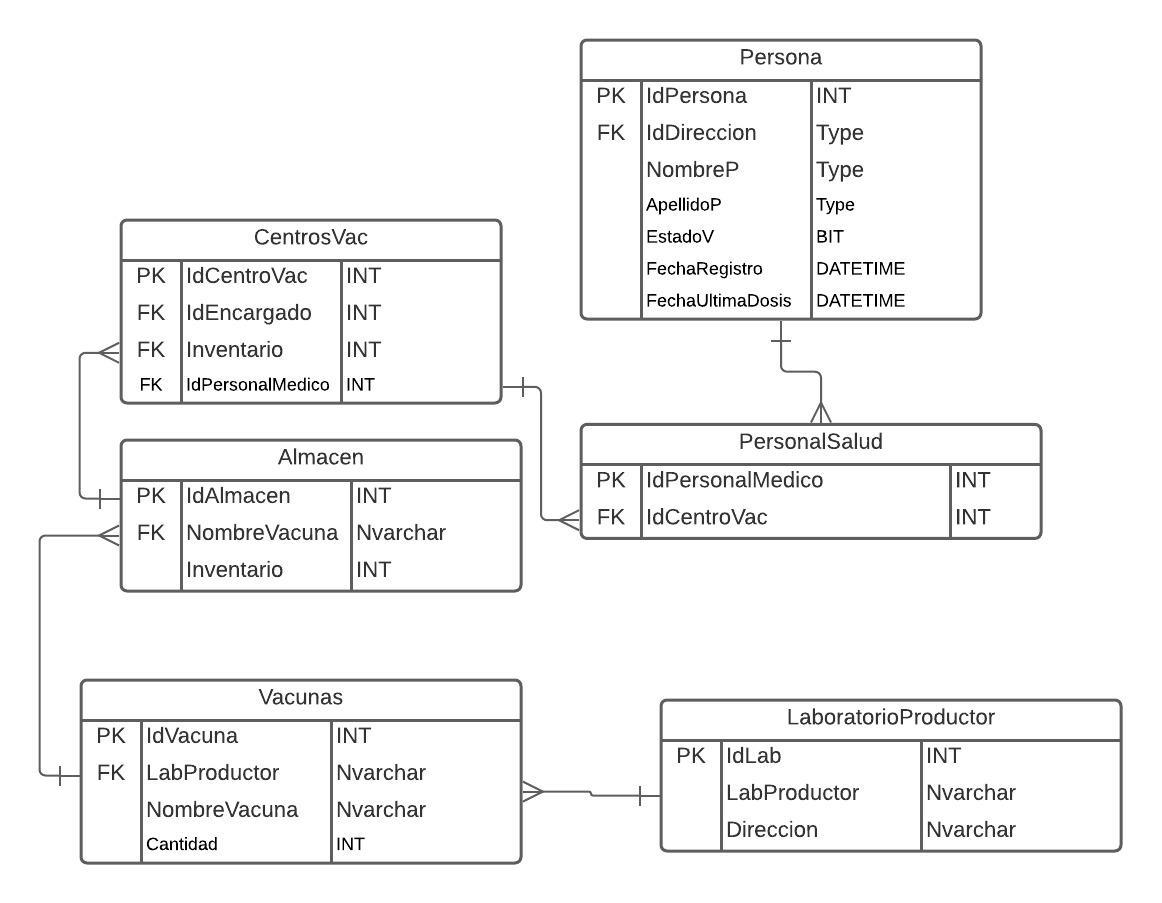 Persona
PK IdPersona INT
FK IdDireccion Type
NombreP Type
ApellidoP Type
EstadoV BIT
FechaRegistro DATETIME
FechaUltimaDosis DATETIME
CentrosVac
PK IdCentroVac INT
FK IdEncargado INT
FK Inventario INT
FK IdPersonalMedico INT
PersonalSalud
PK IdPersonalMedico INT
FK IdCentroVac INT
Almacen
PK IdAlmacen INT
FK NombreVacuna Nvarchar
Inventario INT
Vacunas
PK IdVacuna INT
FK LabProductor Nvarchar
NombreVacuna Nvarchar
Cantidad INT
LaboratorioProductor
PK IdLab INT
LabProductor Nvarchar
Direccion Nvarchar